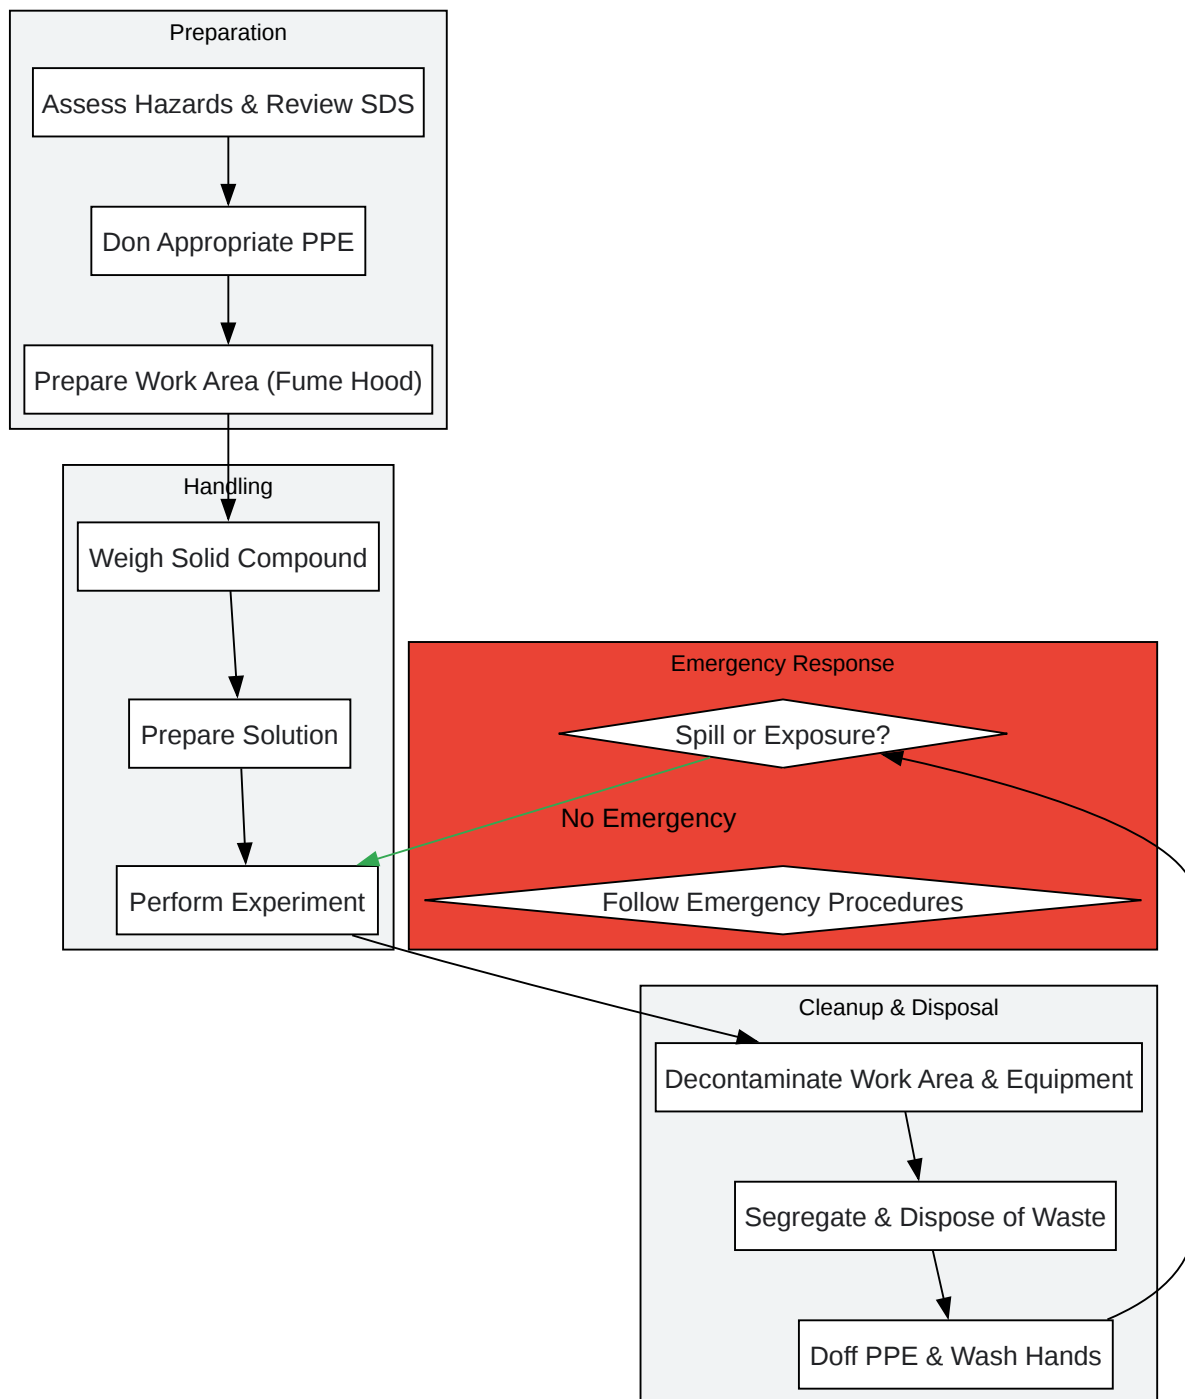 Preparation
Assess Hazards & Review SDS
Don Appropriate PPE
Prepare Work Area (Fume Hood)
Handling
Weigh Solid Compound
Prepare Solution
Perform Experiment
Emergency Response
Spill or Exposure?
No Emergency
Follow Emergency Procedures
Cleanup & Disposal
Decontaminate Work Area & Equipment
Segregate & Dispose of Waste
Doff PPE & Wash Hands